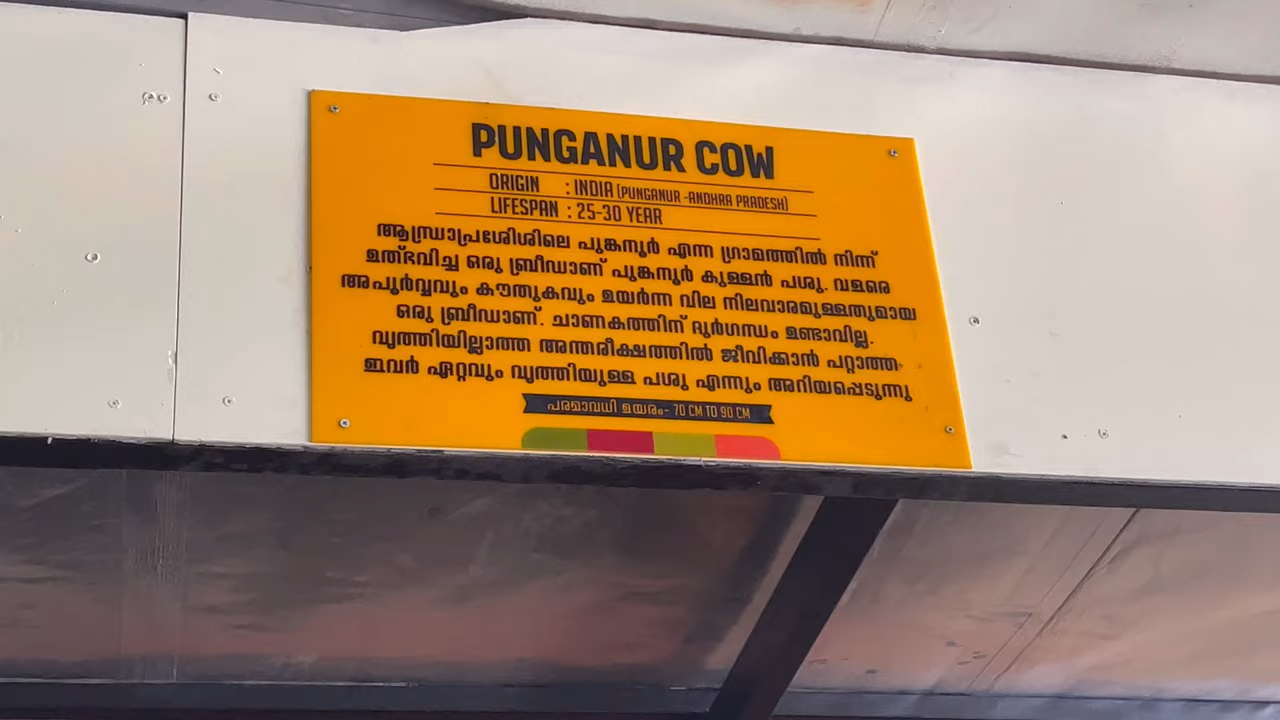 PUNGANUR COW
ORIGIN : INDIA (PUNGANUR -ANDHRA PRADESH)
LIFESPAN : 25-30 YEAR
ആന്ധ്രാപ്രദേശിലെ പുങ്കനൂർ എന്ന ഗ്രാമത്തിൽ നിന്ന്
ഉത്ഭവിച്ച ഒരു ബ്രീഡാണ് പുങ്കനൂർ കുള്ളൻ പശു. വളരെ
അപൂർവ്വവും കൗതുകവും ഉയർന്ന വില നിലവാരമുള്ളതുമായ
ഒരു ബ്രീഡാണ്. ചാണകത്തിന് ദുർഗന്ധം ഉണ്ടാവില്ല.
വൃത്തിയില്ലാത്ത അന്തരീക്ഷത്തിൽ ജീവിക്കാൻ പറ്റാത്ത
ഇവർ ഏറ്റവും വൃത്തിയുള്ള പശു എന്നും അറിയപ്പെടുന്നു
പരമാവധി ഉയരം- 70 CM TO 90 CM